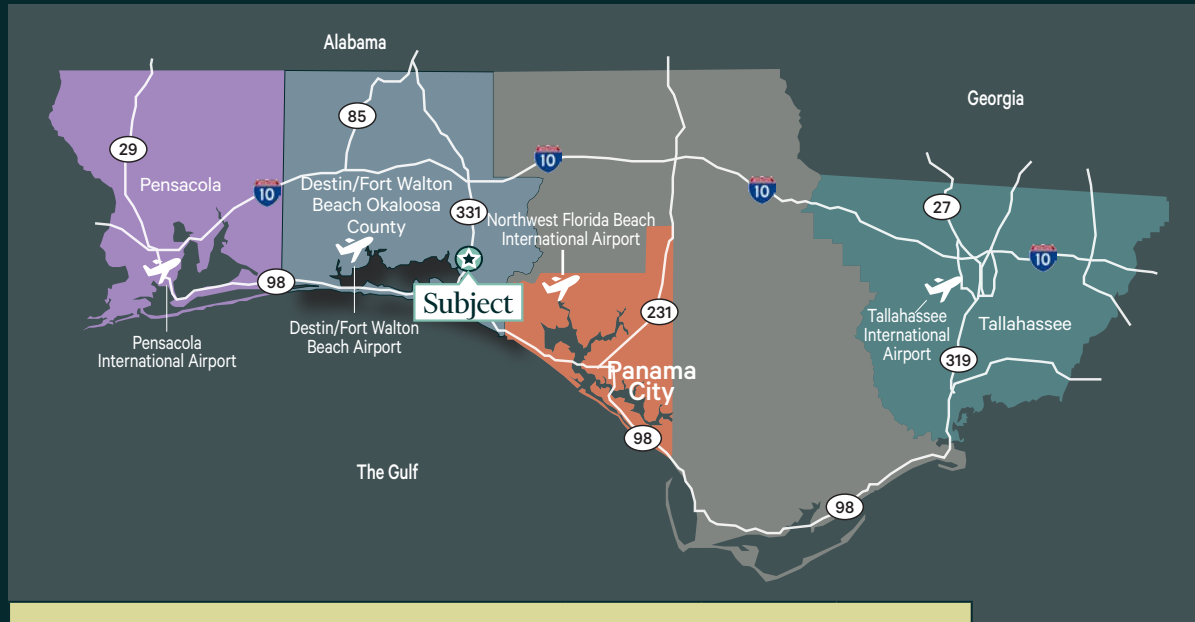 Alabama
Georgia
85
29
10
10
10
Pensacola
Destin/Fort Walton
Beach Okaloosa
County
27
331
Northwest Florida Beach
International Airport
10
98
Subject
231
Tallahassee
International
Airport
Tallahassee
Destin/Fort Walton
Beach Airport
Pensacola
International Airport
319
Panama
City
98
The Gulf
98